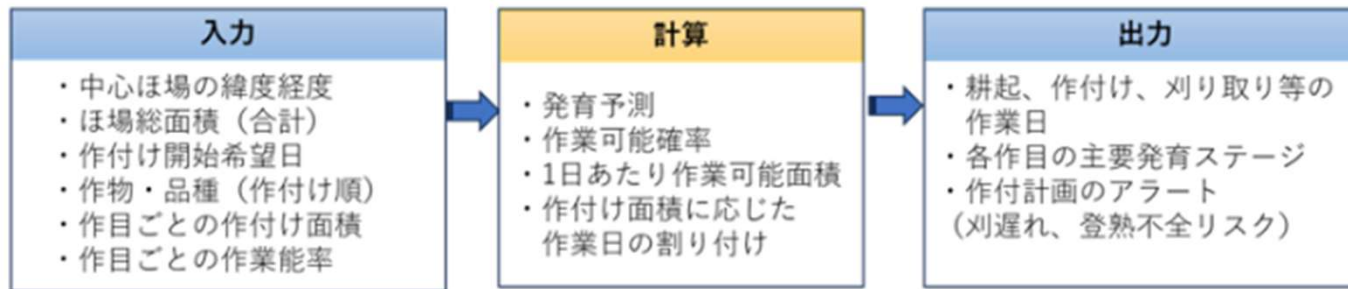 入力
・中心ほ場の緯度経度
・ほ場総面積（合計）
・作付け開始希望日
・作物・品種（作付け順）
・作目ごとの作付け面積
・作目ごとの作業能率
計算
・発育予測
・作業可能確率
・1日あたり作業可能面積
・作付け面積に応じた
作業日の割り付け
出力
・耕起、作付け、刈り取り等の
作業日
・各作目の主要発育ステージ
・作付計画のアラート
（刈遅れ、登熟不全リスク）